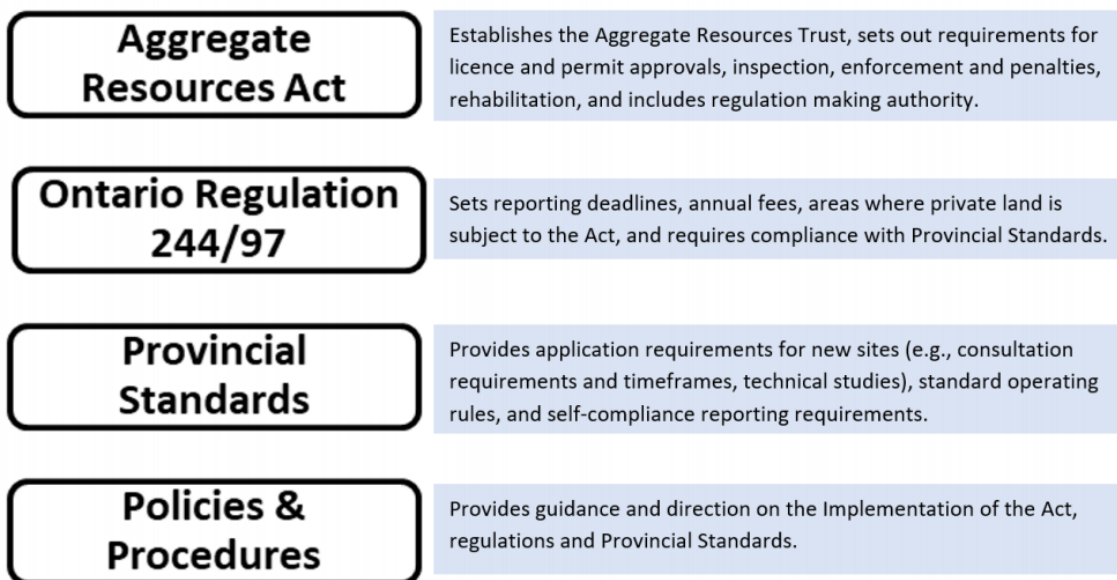 Aggregate
Resources Act
Establishes the Aggregate Resources Trust, sets out requirements for
licence and permit approvals, inspection, enforcement and penalties,
rehabilitation, and includes regulation making authority.
Ontario Regulation
244/97
Sets reporting deadlines, annual fees, areas where private land is
subject to the Act, and requires compliance with Provincial Standards.
Provincial
Standards
Provides application requirements for new sites (e.g., consultation
requirements and timeframes, technical studies), standard operating
rules, and self-compliance reporting requirements.
Policies &
Procedures
Provides guidance and direction on the Implementation of the Act,
regulations and Provincial Standards.